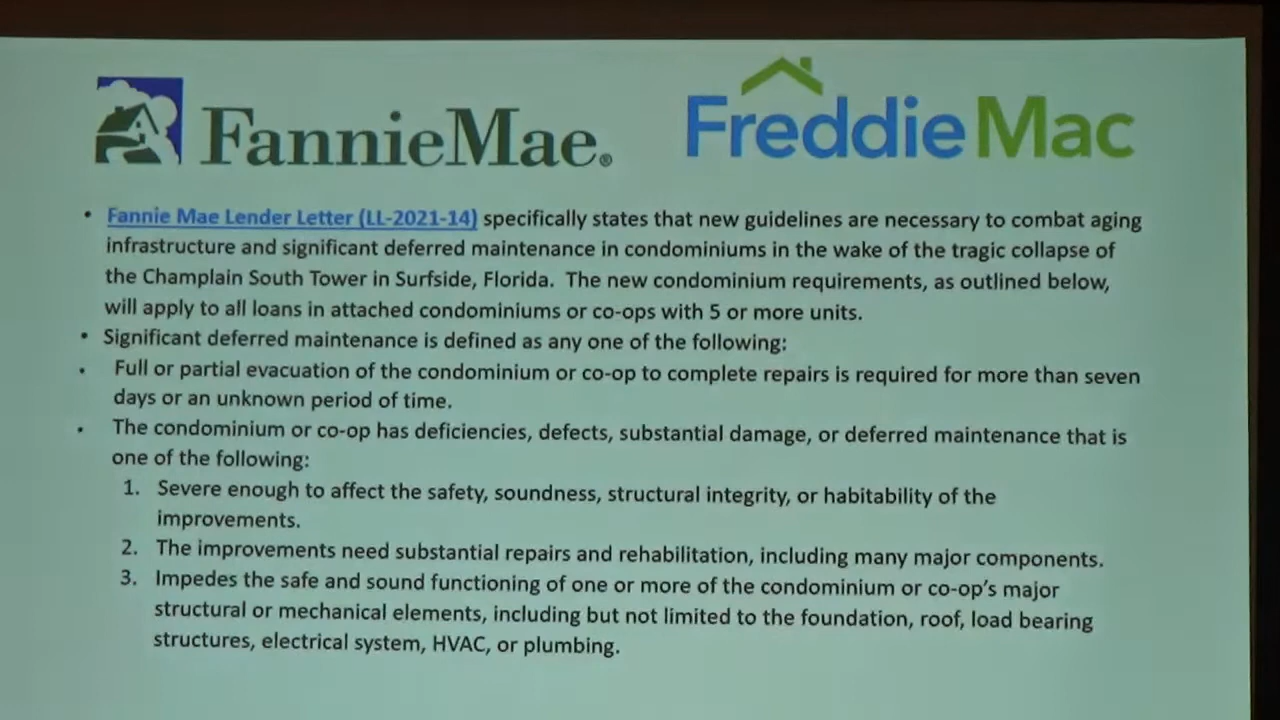 FannieMae®
FreddieMac
• Fannie Mae Lender Letter (LL-2021-14) specifically states that new guidelines are necessary to combat aging
infrastructure and significant deferred maintenance in condominiums in the wake of the tragic collapse of
the Champlain South Tower in Surfside, Florida. The new condominium requirements, as outlined below,
will apply to all loans in attached condominiums or co-ops with 5 or more units.
• Significant deferred maintenance is defined as any one of the following:
• Full or partial evacuation of the condominium or co-op to complete repairs is required for more than seven
days or an unknown period of time.
• The condominium or co-op has deficiencies, defects, substantial damage, or deferred maintenance that is
one of the following:
1. Severe enough to affect the safety, soundness, structural integrity, or habitability of the
improvements.
2. The improvements need substantial repairs and rehabilitation, including many major components.
3. Impedes the safe and sound functioning of one or more of the condominium or co-op's major
structural or mechanical elements, including but not limited to the foundation, roof, load bearing
structures, electrical system, HVAC, or plumbing.